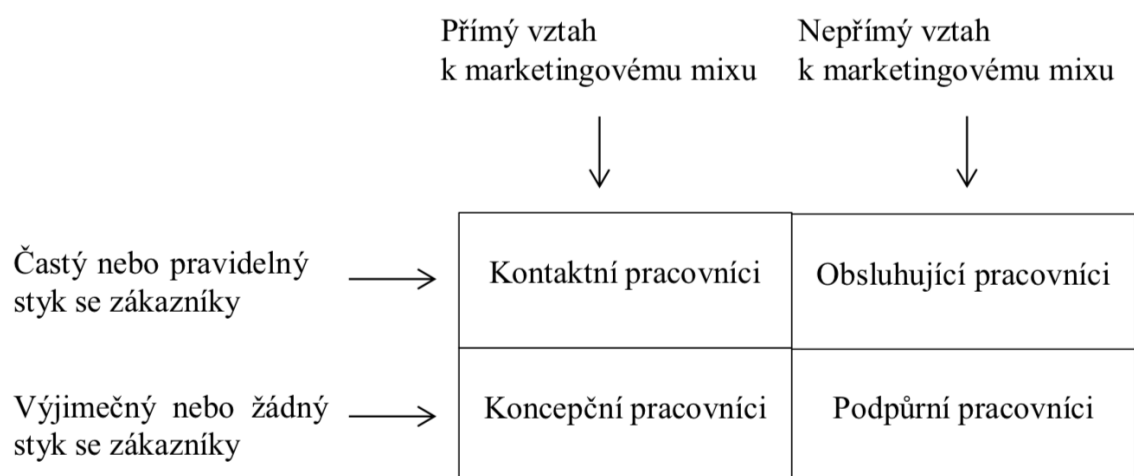 Přímý vztah
k marketingovému mixu
Nepřímý vztah
k marketingovému mixu
Častý nebo pravidelný
styk se zákazníky
Kontaktní pracovníci
Obsluhující pracovníci
Výjimečný nebo žádný
styk se zákazníky
Koncepční pracovníci
Podpůrní pracovníci